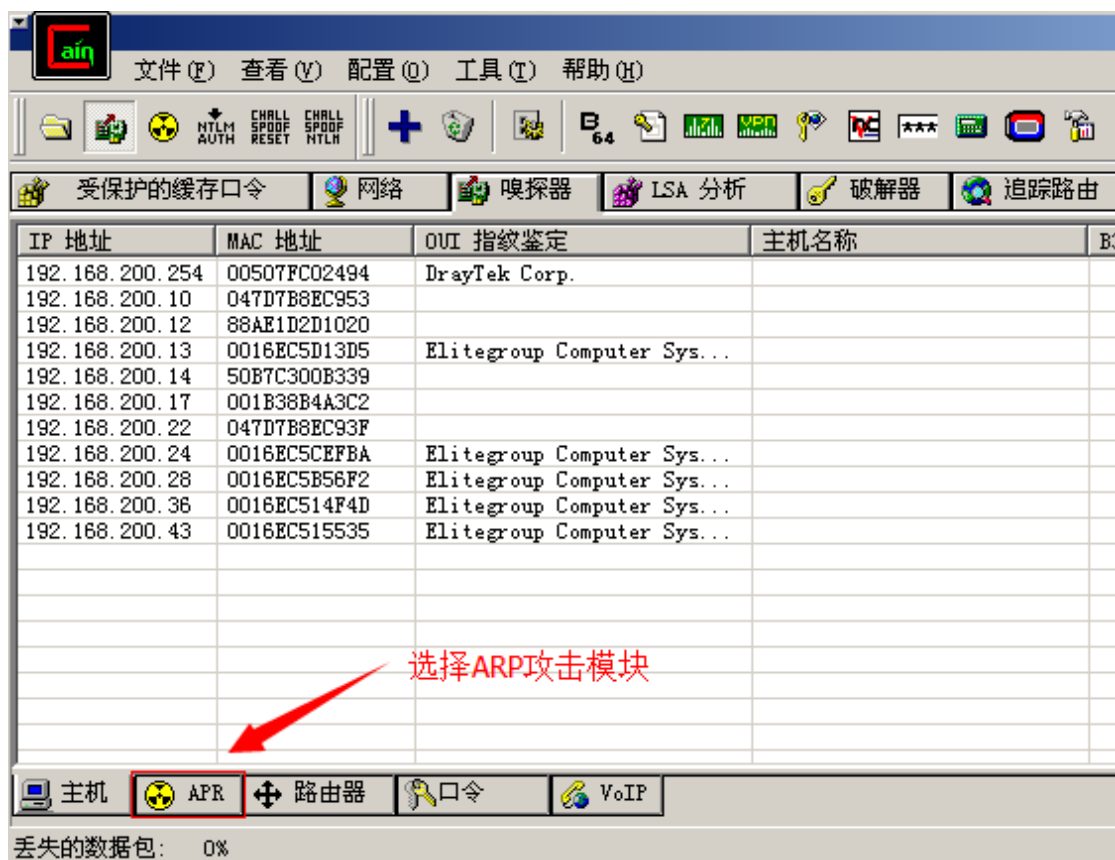 Cain
文件(F) 查看(V) 配置(O) 工具(T) 帮助(H)
NTLM AUTH CHALL SPOOF RESET CHALL SPOOF NTLM B64
受保护的缓存口令 网络 嗅探器 LSA 分析 破解器 追踪路由
IP 地址 MAC 地址 OUI 指纹鉴定 主机名称
192.168.200.254 00507FC02494 DrayTek Corp.
192.168.200.10 047D7B8EC953
192.168.200.12 88AE1D2D1020
192.168.200.13 0016EC5D13D5 Elitegroup Computer Sys...
192.168.200.14 50B7C300B339
192.168.200.17 001B38B4A3C2
192.168.200.22 047D7B8EC93F
192.168.200.24 0016EC5CEFBA Elitegroup Computer Sys...
192.168.200.28 0016EC5B56F2 Elitegroup Computer Sys...
192.168.200.36 0016EC514F4D Elitegroup Computer Sys...
192.168.200.43 0016EC515535 Elitegroup Computer Sys...
选择ARP攻击模块
主机 APR 路由器 口令 VoIP
丢失的数据包: 0%